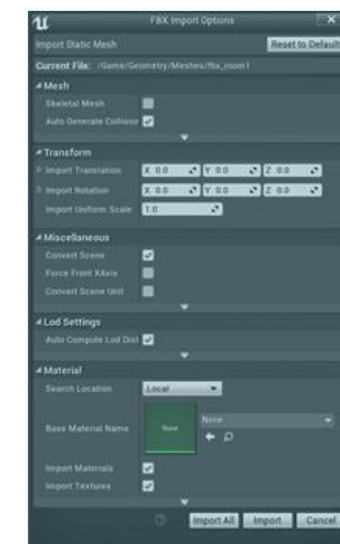 FBX Import Options
Import Static Mesh Reset to Default
Current File: /Game/Geometry/Meshes/fbx_room1
Mesh
Skeletal Mesh
Auto Generate Collision
Transform
Import Translation X 0.0 Y 0.0 Z 0.0
Import Rotation X 0.0 Y 0.0 Z 0.0
Import Uniform Scale 1.0
Miscellaneous
Convert Scene
Force Front XAxis
Convert Scene Unit
Lod Settings
Auto Compute Lod Dist
Material
Search Location Local
None
Base Material Name None
Import Materials
Import Textures
Import All Import Cancel